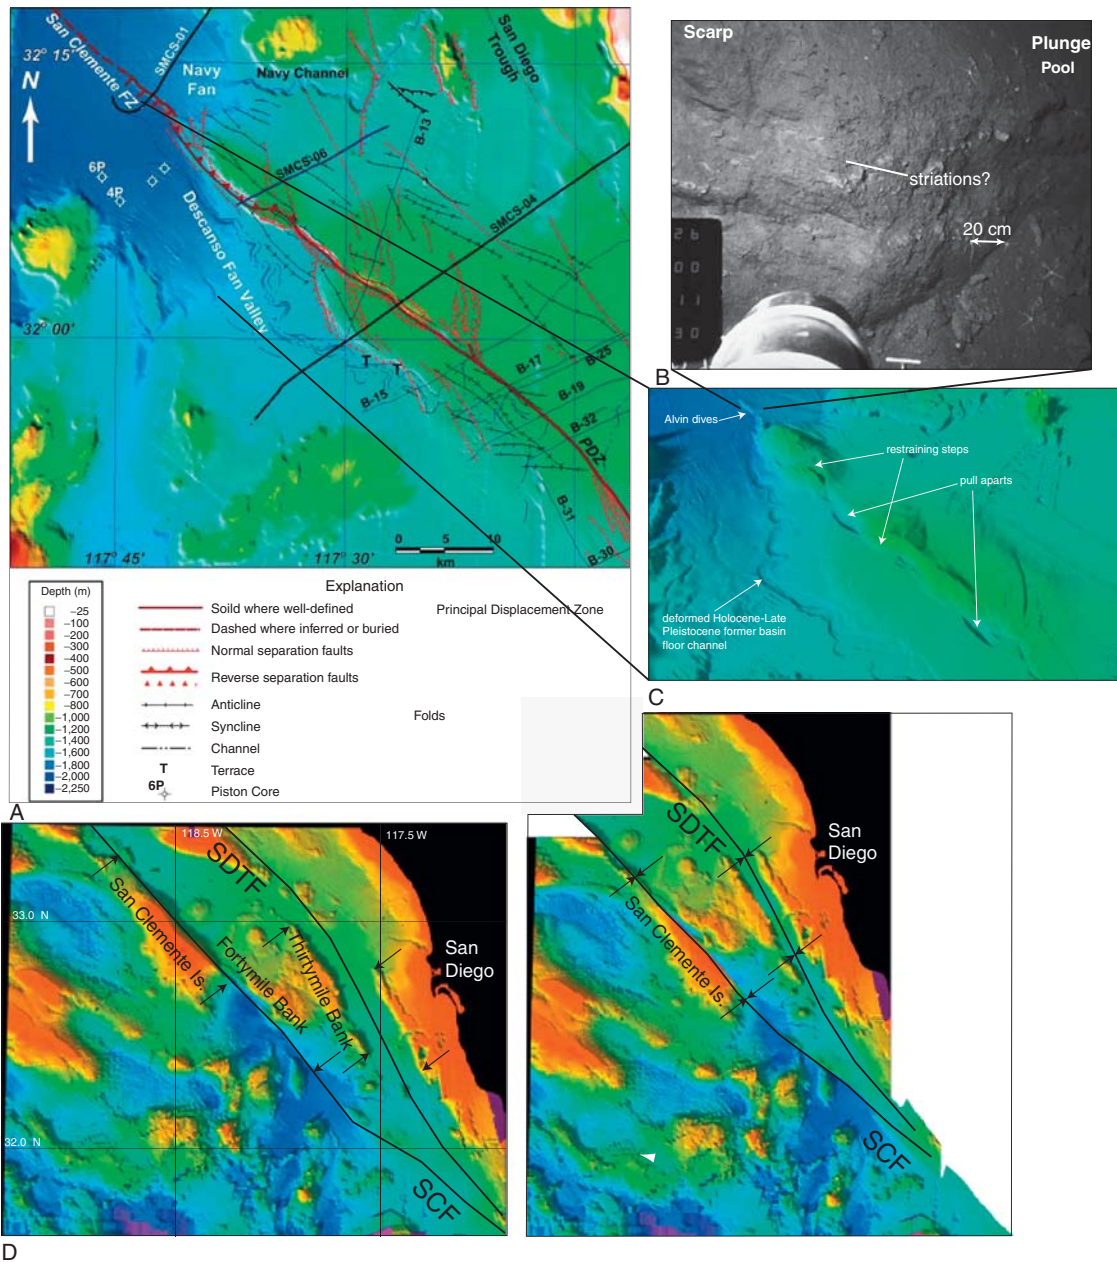 San Clemente FZ
32° 15'
N
SMCS-01
Navy
Fan
Navy Channel
San Diego
Trough
B-13
SMCS-06
SMCS-04
6P
4P
Descanso Fan Valley
32° 00'
T
T
B-15
B-17
B-25
B-19
B-32
PDZ
B-31
B-30
117° 45'
117° 30'
0 5 10
km
Scarp
Plunge
Pool
striations?
20 cm
26
00
11
30
B
Alvin dives
restraining steps
pull aparts
deformed Holocene-Late
Pleistocene former basin
floor channel
C
Explanation
Depth (m)
–25
–100
–200
–300
–400
–500
–600
–700
–800
–1,000
–1,200
–1,400
–1,600
–1,800
–2,000
–2,250
Soild where well-defined
Principal Displacement Zone
Dashed where inferred or buried
Normal separation faults
Reverse separation faults
Anticline
Folds
Syncline
Channel
T Terrace
6P Piston Core
A
118.5 W
117.5 W
SDTF
33.0 N
San Clemente Is.
Fortymile Bank
Thirtymile Bank
San
Diego
32.0 N
SCF
D
SDTF
San
Diego
San Clemente Is.
SCF